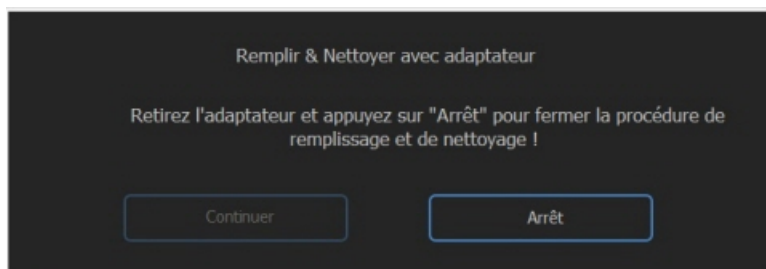 Remplir & Nettoyer avec adaptateur
Retirez l'adaptateur et appuyez sur "Arrêt" pour fermer la procédure de
remplissage et de nettoyage !
Continuer
Arrêt